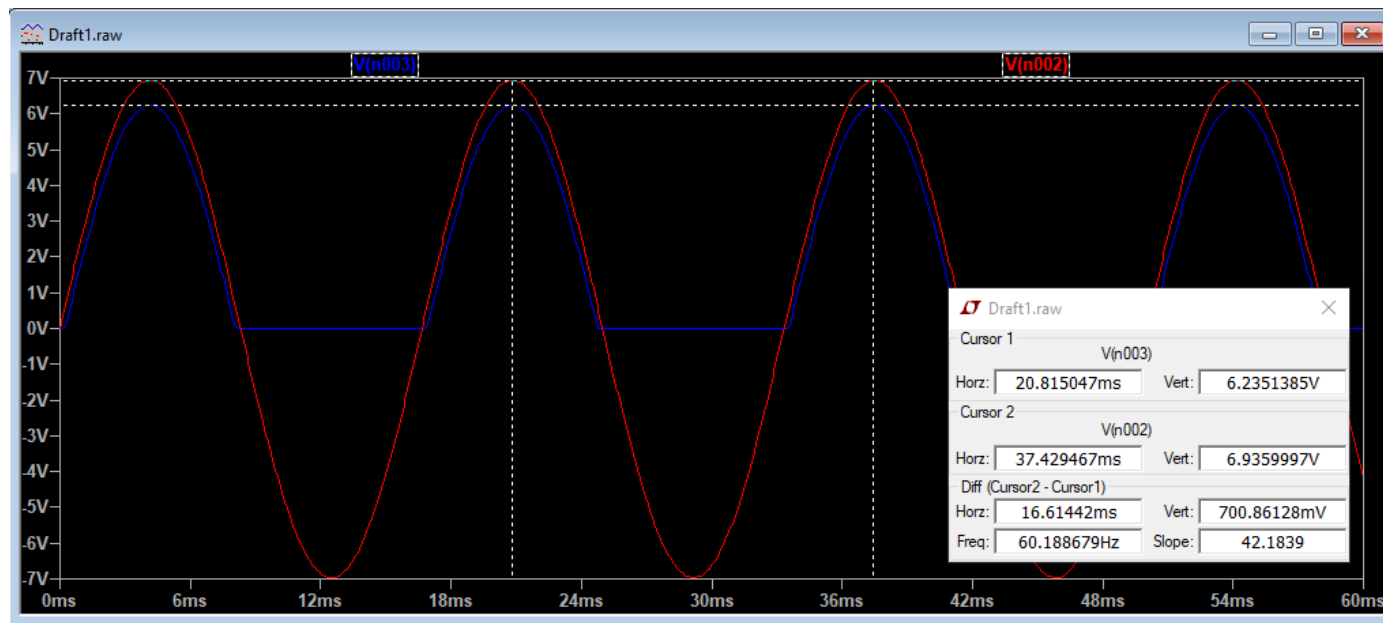 Draft1.raw
V(n003) V(n002)
7V
6V
5V
4V
3V
2V
1V
0V
-1V
-2V
-3V
-4V
-5V
-6V
-7V
0ms 6ms 12ms 18ms 24ms 30ms 36ms 42ms 48ms 54ms 60ms
Draft1.raw
Cursor 1
V(n003)
Horz: 20.815047ms Vert: 6.2351385V
Cursor 2
V(n002)
Horz: 37.429467ms Vert: 6.9359997V
Diff (Cursor2 - Cursor1)
Horz: 16.61442ms Vert: 700.86128mV
Freq: 60.188679Hz Slope: 42.1839